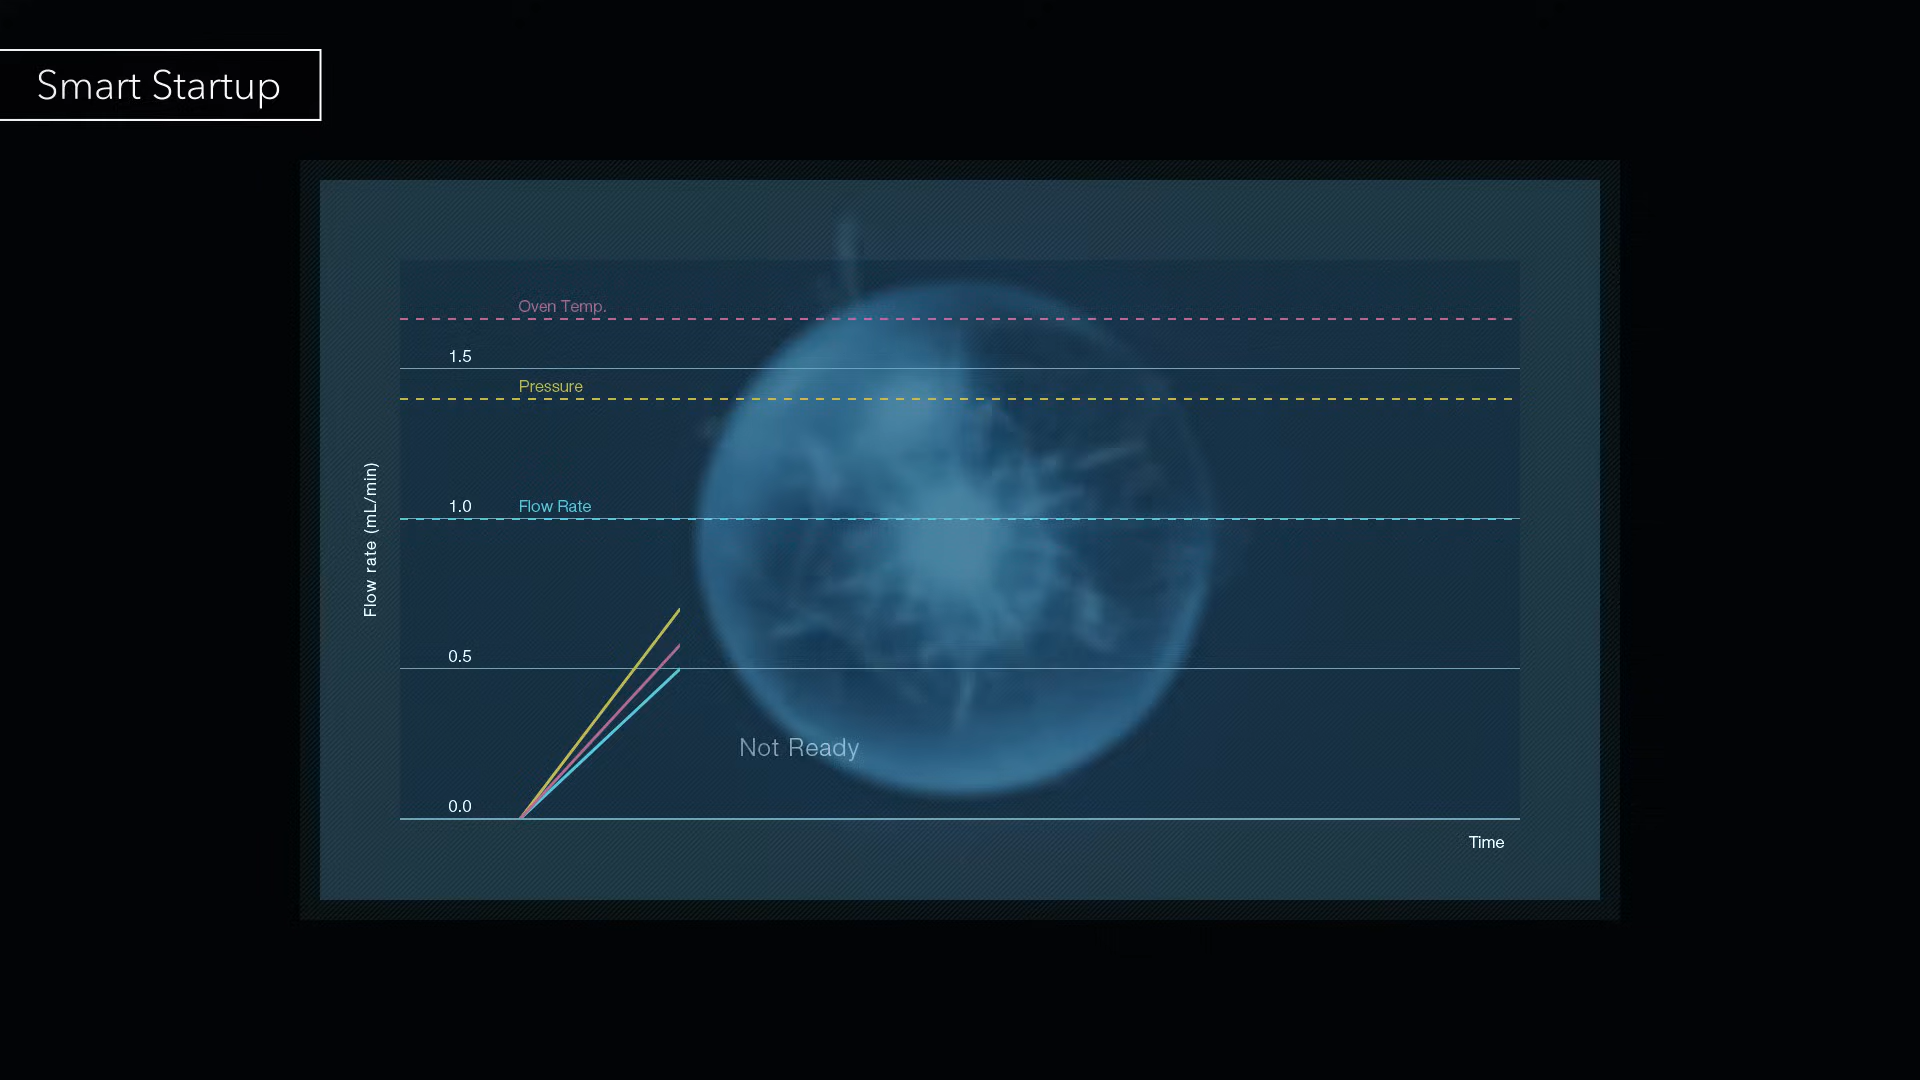 Smart Startup
Oven Temp.
1.5
Pressure
1.0
Flow Rate
Flow rate (mL/min)
0.5
Not Ready
0.0
Time